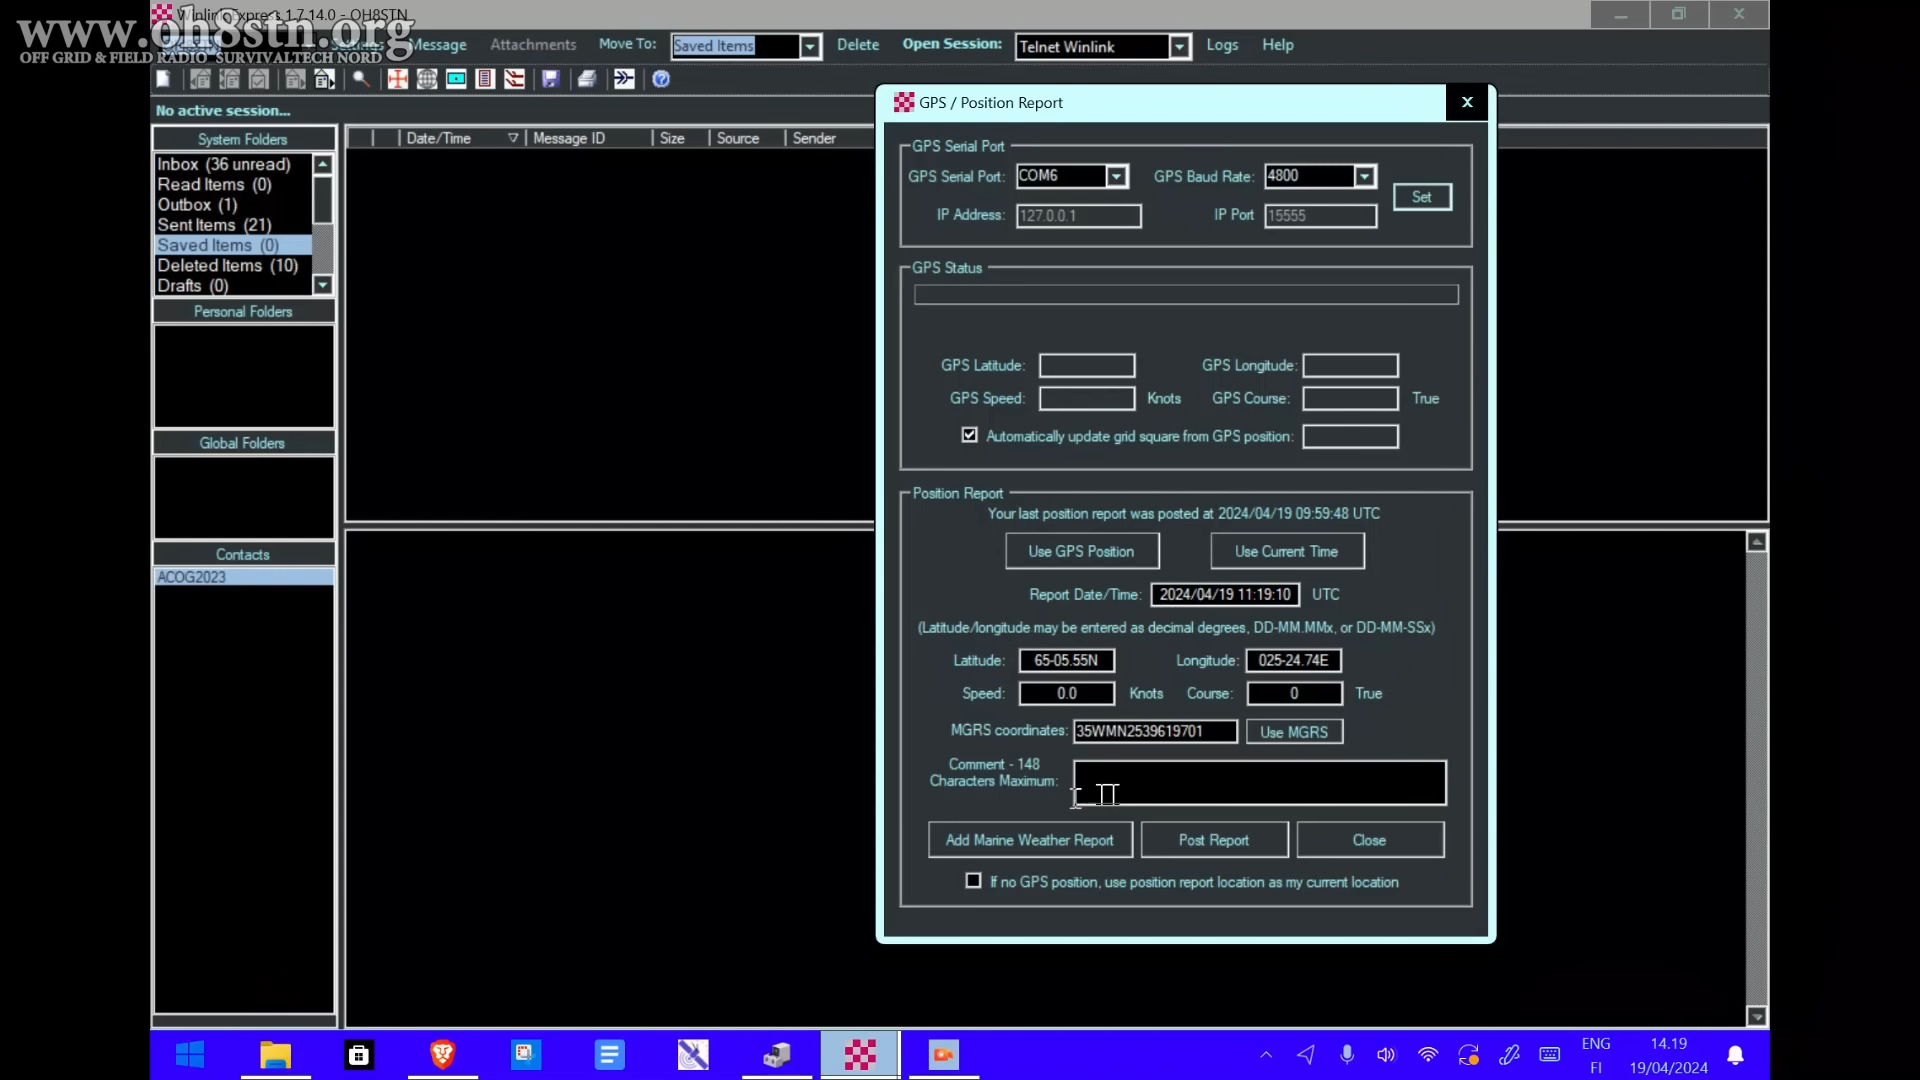 Winlink Express 1.7.14.0 - OH8STN
www.oh8stn.org
OFF GRID & FIELD RADIO SURVIVALTECH NORD
Settings Message Attachments Move To: Saved Items Delete Open Session: Telnet Winlink Logs Help
No active session...
System Folders
Inbox (36 unread)
Read Items (0)
Outbox (1)
Sent Items (21)
Saved Items (0)
Deleted Items (10)
Drafts (0)
Personal Folders
Global Folders
Contacts
ACOG2023
Date/Time Message ID Size Source Sender
GPS / Position Report
X
GPS Serial Port
GPS Serial Port: COM6 GPS Baud Rate: 4800
Set
IP Address: 127.0.0.1 IP Port 15555
GPS Status
GPS Latitude: GPS Longitude:
GPS Speed: Knots GPS Course: True
Automatically update grid square from GPS position:
Position Report
Your last position report was posted at 2024/04/19 09:59:48 UTC
Use GPS Position Use Current Time
Report Date/Time: 2024/04/19 11:19:10 UTC
(Latitude/longitude may be entered as decimal degrees, DD-MM.MMx, or DD-MM-SSx)
Latitude: 65-05.55N Longitude: 025-24.74E
Speed: 0.0 Knots Course: 0 True
MGRS coordinates: 35WMN2539619701 Use MGRS
Comment - 148
Characters Maximum:
Add Marine Weather Report Post Report Close
If no GPS position, use position report location as my current location
ENG
FI
14.19
19/04/2024